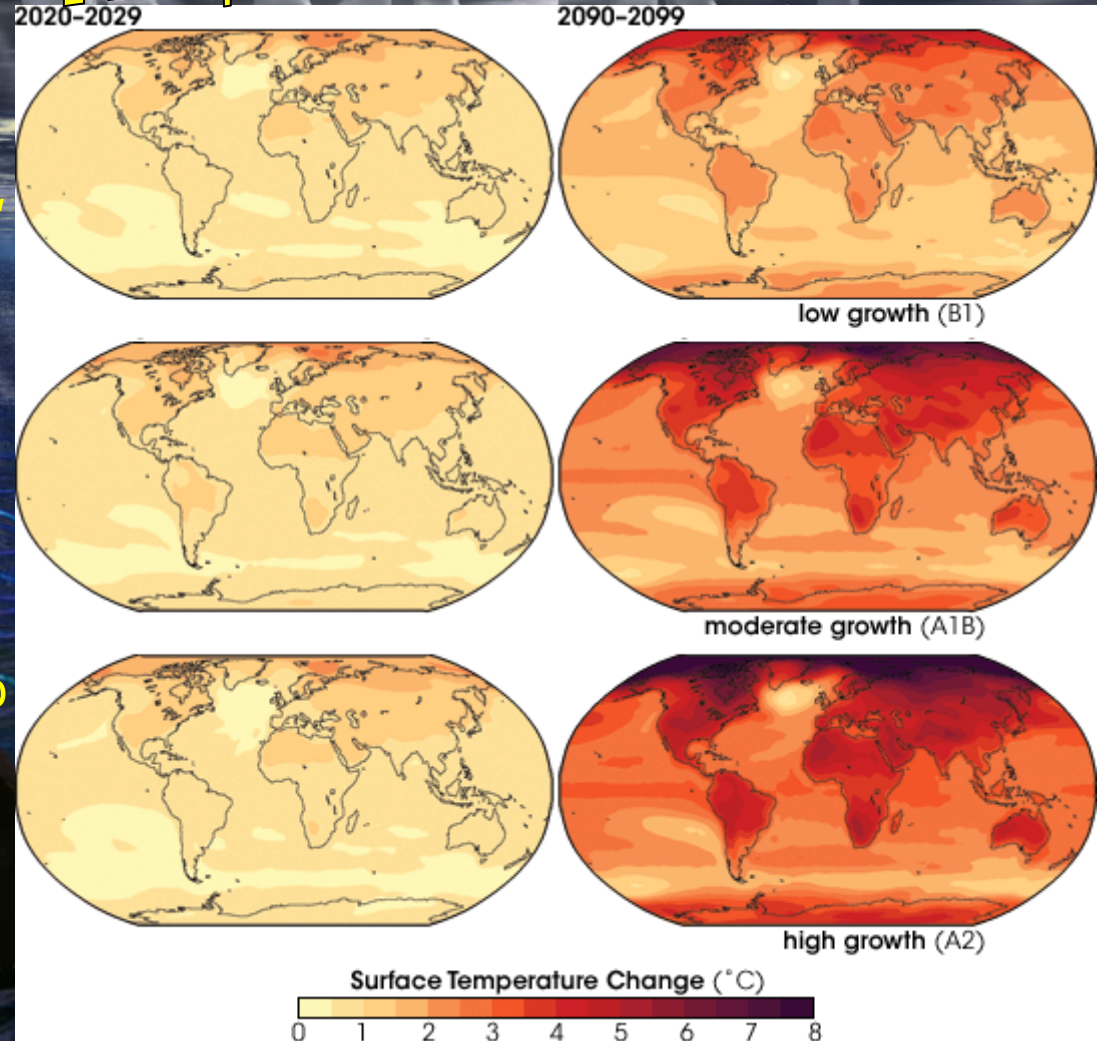 2020–2029
2090–2099
low growth (B1)
moderate growth (A1B)
high growth (A2)
Surface Temperature Change (°C)
0 1 2 3 4 5 6 7 8